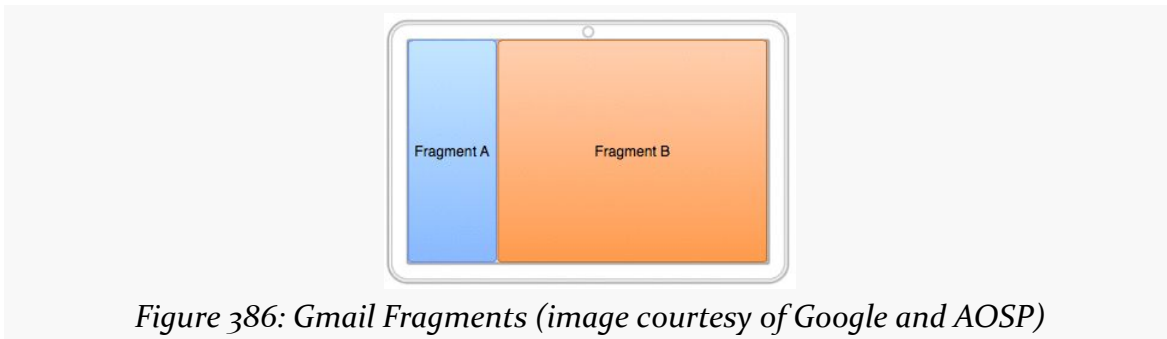 Fragment A
Fragment B
Figure 386: Gmail Fragments (image courtesy of Google and AOSP)